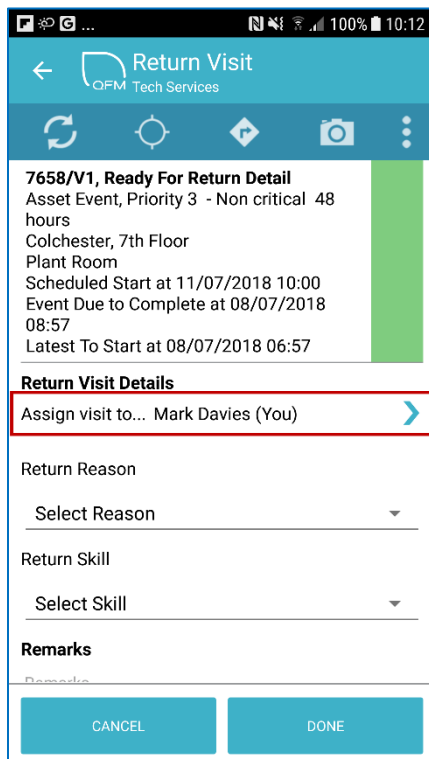 G ... 100% 10:12
Return Visit
QFM Tech Services
7658/V1, Ready For Return Detail
Asset Event, Priority 3  - Non critical  48
hours
Colchester, 7th Floor
Plant Room
Scheduled Start at 11/07/2018 10:00
Event Due to Complete at 08/07/2018
08:57
Latest To Start at 08/07/2018 06:57
Return Visit Details
Assign visit to...  Mark Davies (You)
Return Reason
Select Reason
Return Skill
Select Skill
Remarks
Remarks
CANCEL DONE